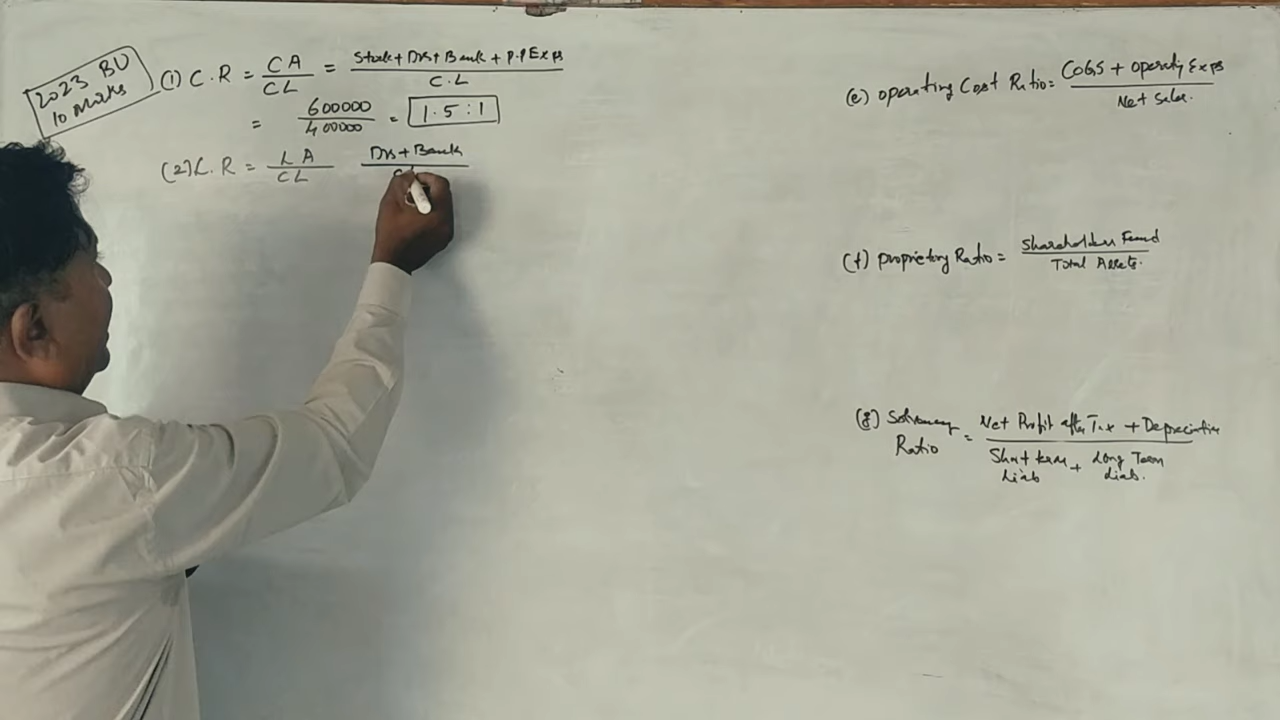 2023 BU
10 Marks
(1) C.R = CA/CL = Stock+Drs+Bank+P.PExps/C.L
= 600000/400000 = 1.5:1
(2) L.R = LA/CL Drs+Bank/CL
(e) operating Cost Ratio = COGS + operating Exps/Net Sales.
(f) proprietory Ratio = Shareholders Fund/Total Assets.
(g) Solvency Ratio = Net Profit after Tax + Depreciation/Short term Liab + Long Term Liab.